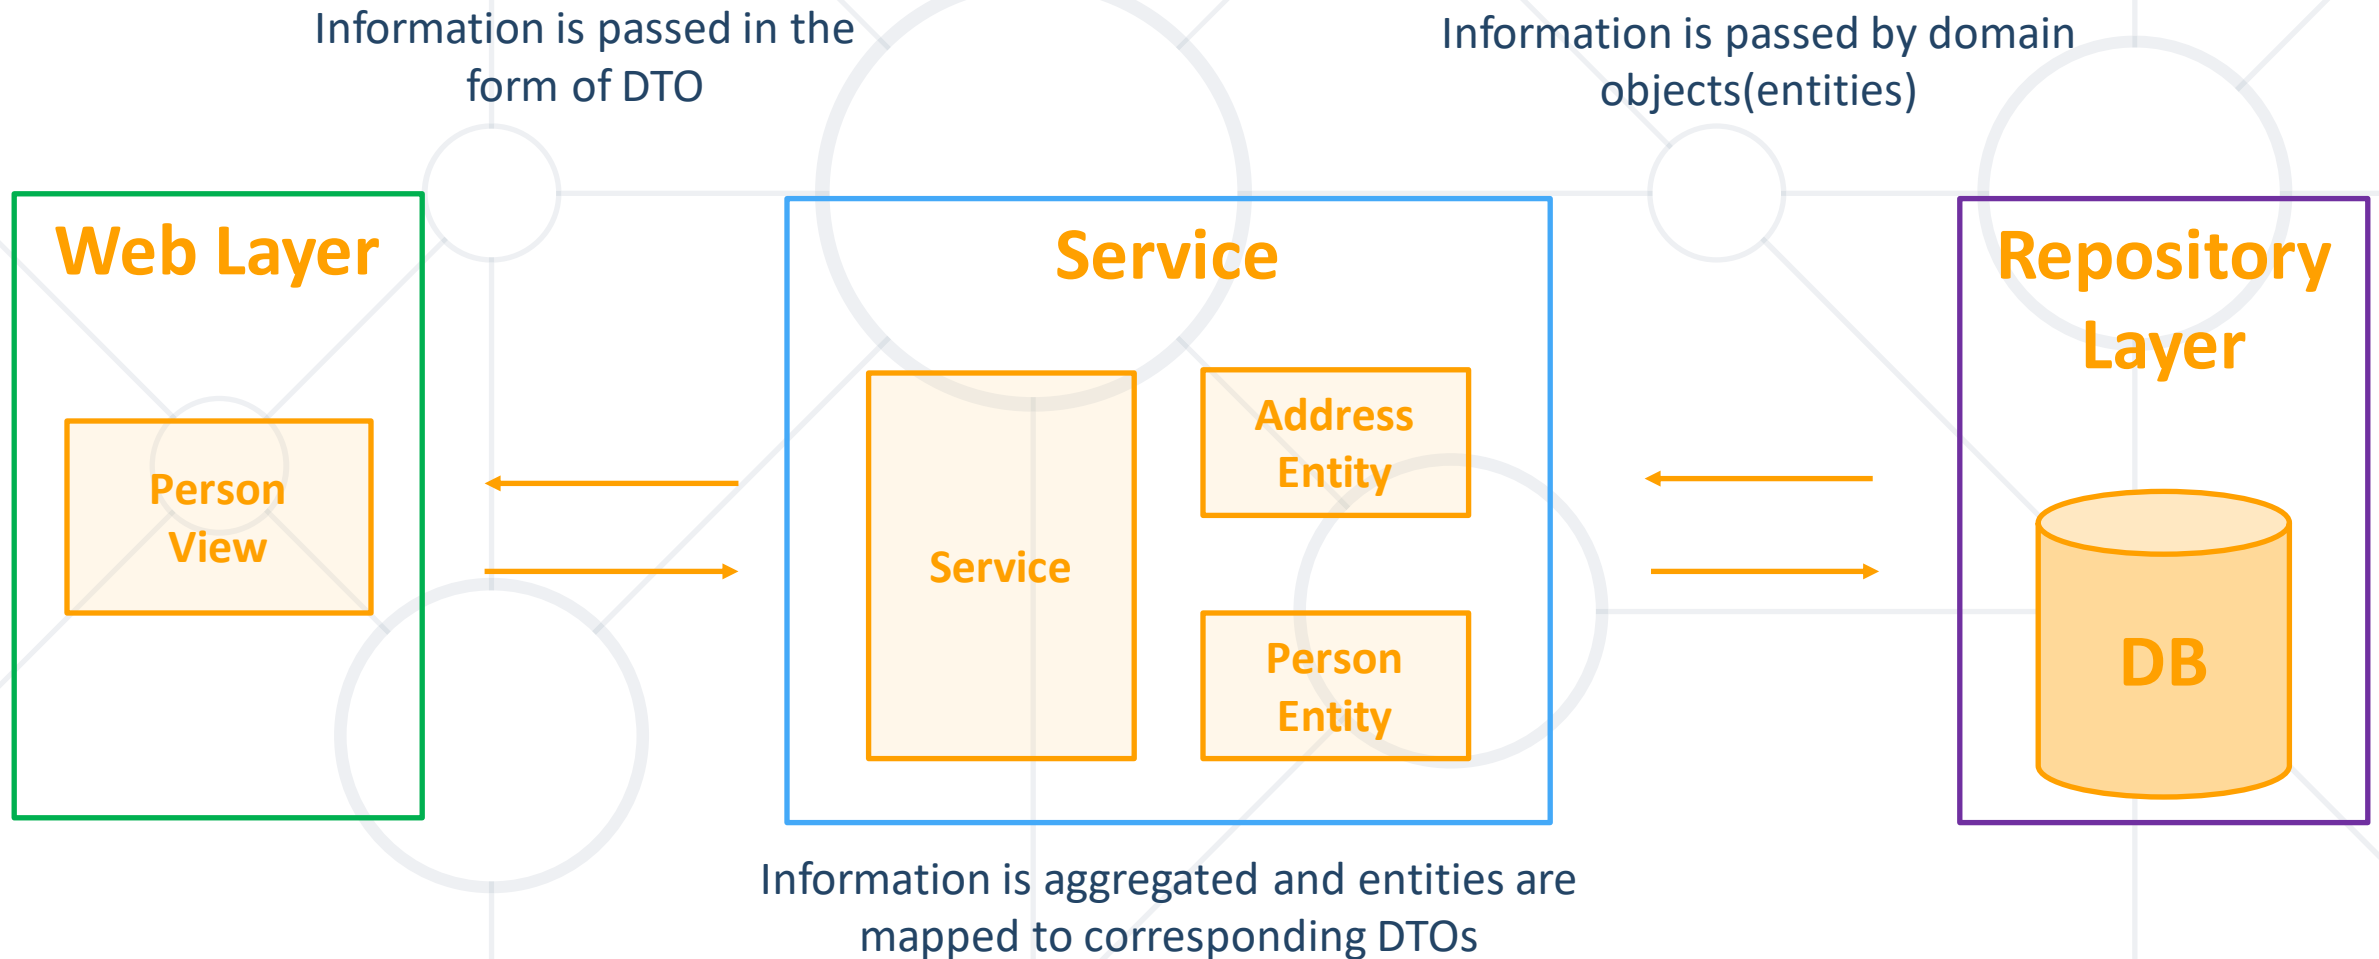 Information is passed in the
form of DTO
Information is passed by domain
objects(entities)
Web Layer
Person
View
Service
Service
Address
Entity
Person
Entity
Repository
Layer
DB
Information is aggregated and entities are
mapped to corresponding DTOs